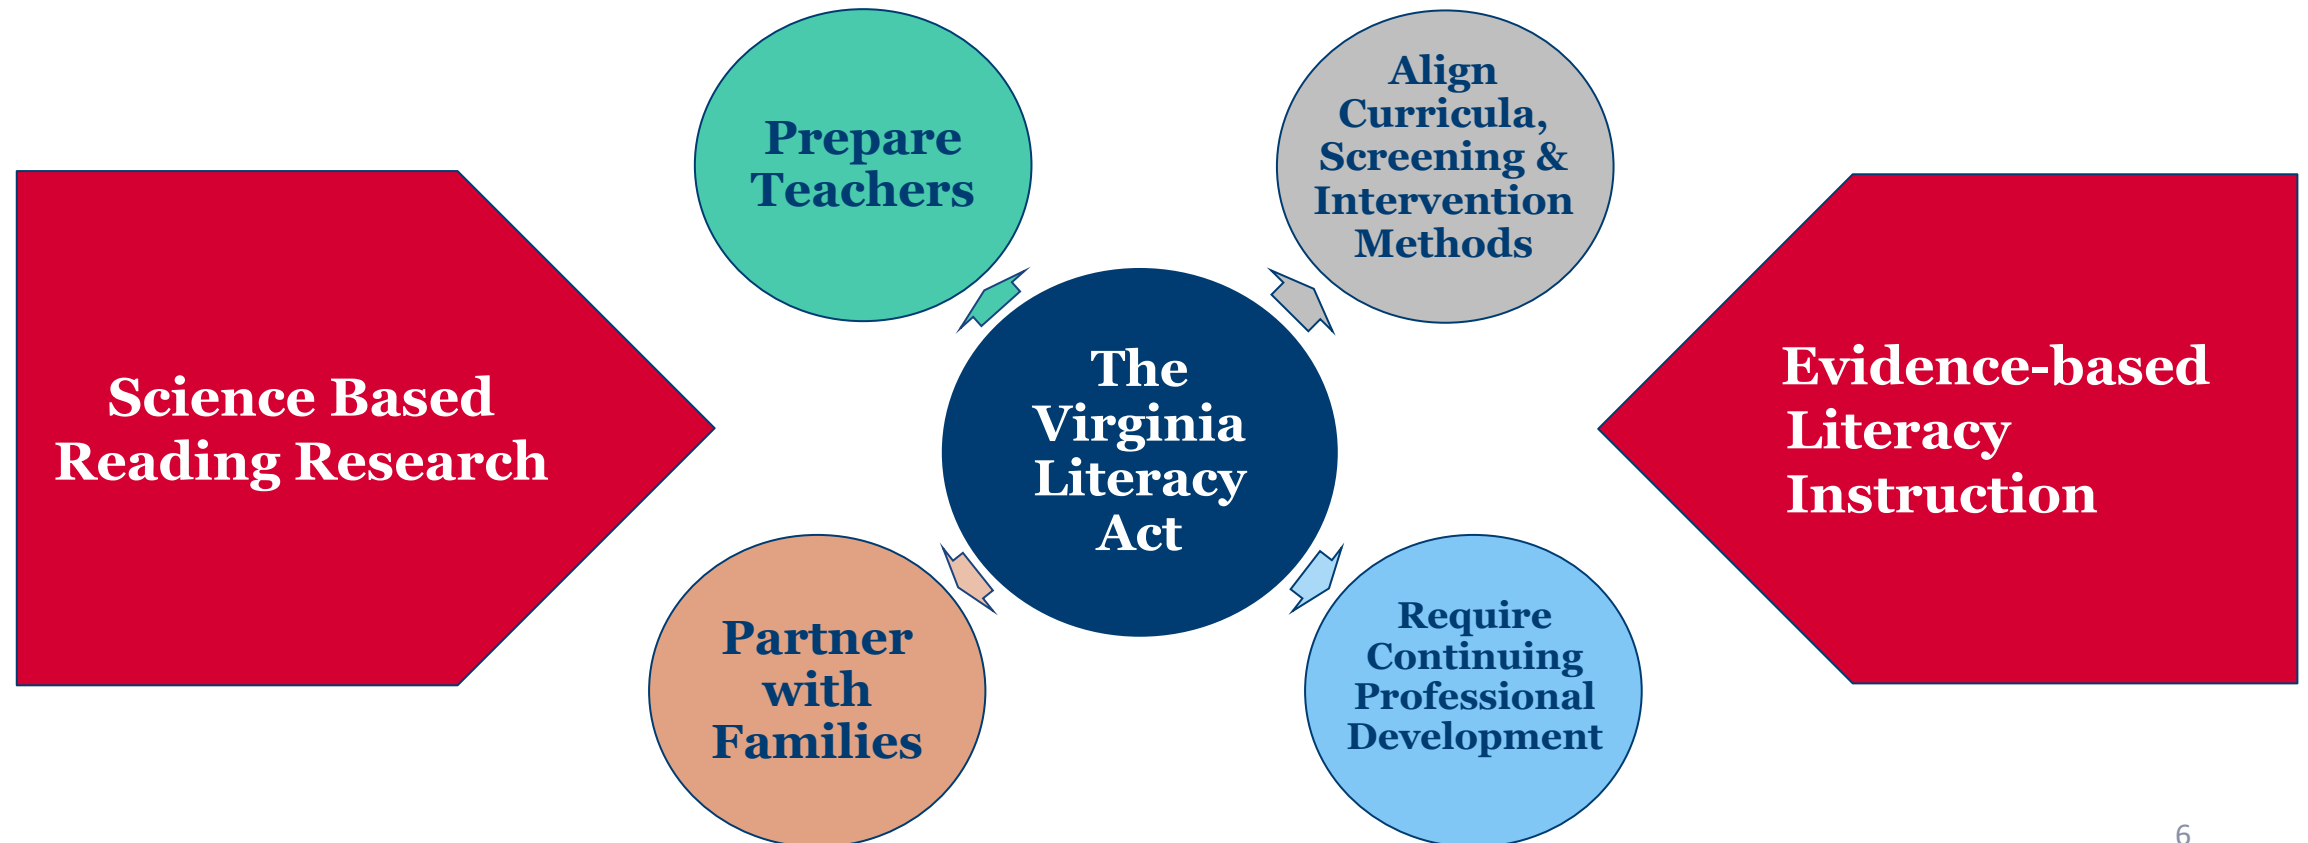 Science Based
Reading Research
Prepare
Teachers
Align
Curricula,
Screening &
Intervention
Methods
The
Virginia
Literacy
Act
Partner
with
Families
Require
Continuing
Professional
Development
Evidence-based
Literacy
Instruction
6